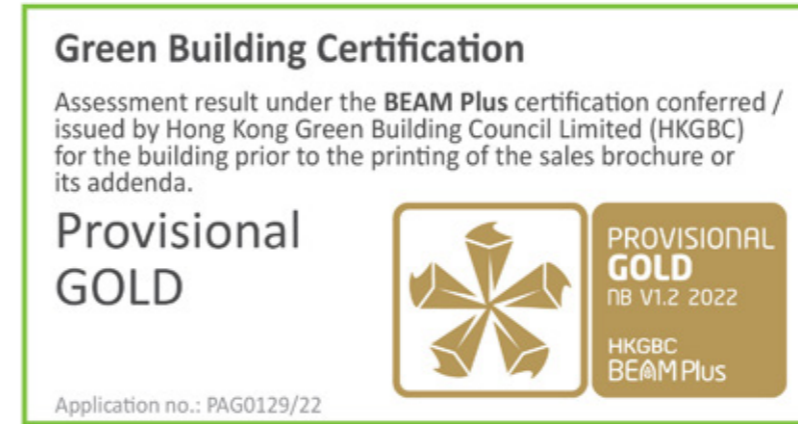 Green Building Certification
Assessment result under the BEAM Plus certification conferred /
issued by Hong Kong Green Building Council Limited (HKGBC)
for the building prior to the printing of the sales brochure or
its addenda.
Provisional
GOLD
PROVISIONAL
GOLD
NB V1.2 2022
HKGBC
BEAM Plus
Application no.: PAG0129/22